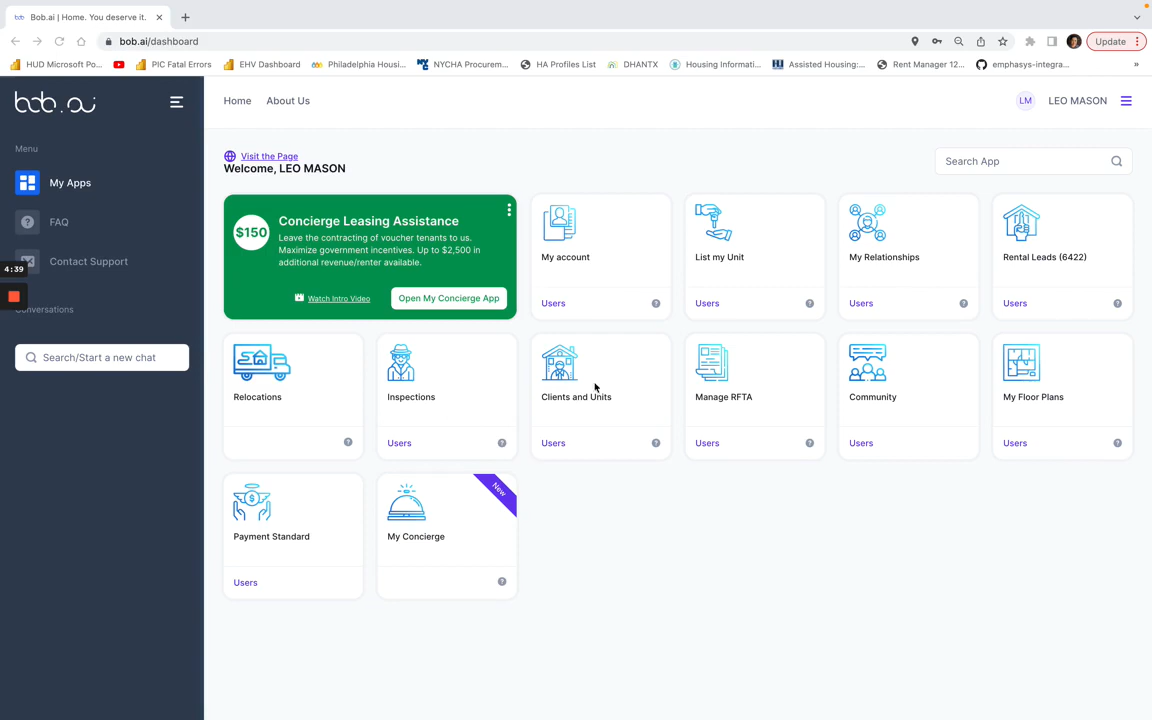 Bob.ai | Home. You deserve it.
bob.ai/dashboard
Update
HUD Microsoft Po...
PIC Fatal Errors
EHV Dashboard
Philadelphia Housi...
NYCHA Procurem...
HA Profiles List
DHANTX
Housing Informati...
Assisted Housing:...
Rent Manager 12...
emphasys-integra...
»
bob.ai
Home
About Us
LM
LEO MASON
Menu
My Apps
FAQ
Contact Support
4:39
onversations
Search/Start a new chat
Visit the Page
Welcome, LEO MASON
Search App
$150
Concierge Leasing Assistance
Leave the contracting of voucher tenants to us.
Maximize government incentives. Up to $2,500 in
additional revenue/renter available.
Watch Intro Video
Open My Concierge App
My account
Users
?
List my Unit
Users
?
My Relationships
Users
?
Rental Leads (6422)
Users
?
Relocations
?
Inspections
Users
?
Clients and Units
Users
?
Manage RFTA
Users
?
Community
Users
My Floor Plans
Users
?
Payment Standard
Users
New
My Concierge
?